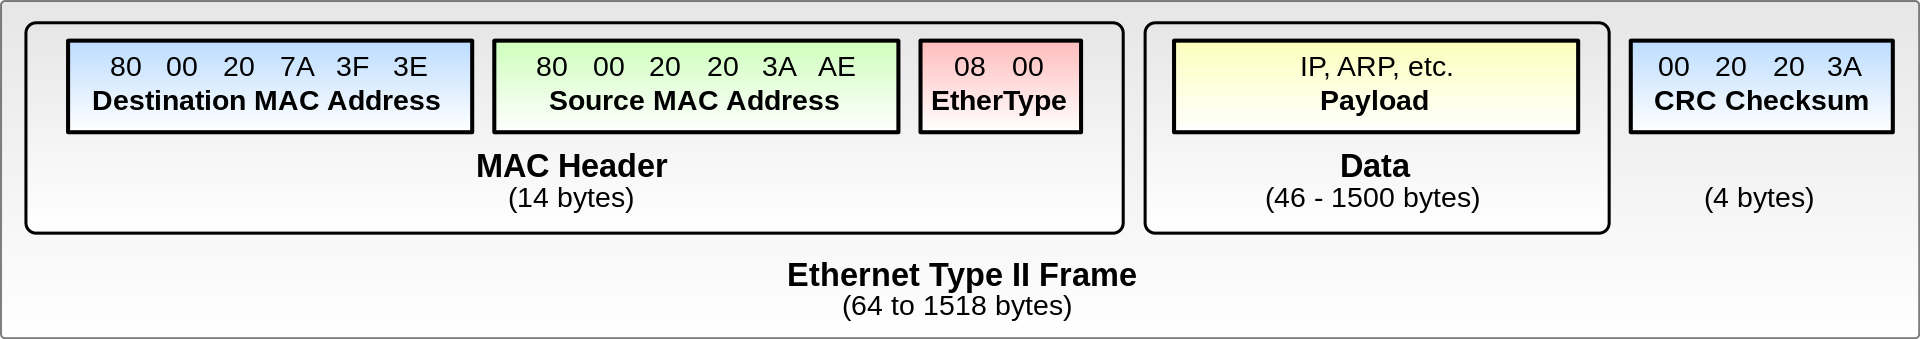 80 00 20 7A 3F 3E
Destination MAC Address
80 00 20 20 3A AE
Source MAC Address
08 00
EtherType
MAC Header
(14 bytes)
IP, ARP, etc.
Payload
Data
(46 - 1500 bytes)
00 20 20 3A
CRC Checksum
(4 bytes)
Ethernet Type II Frame
(64 to 1518 bytes)